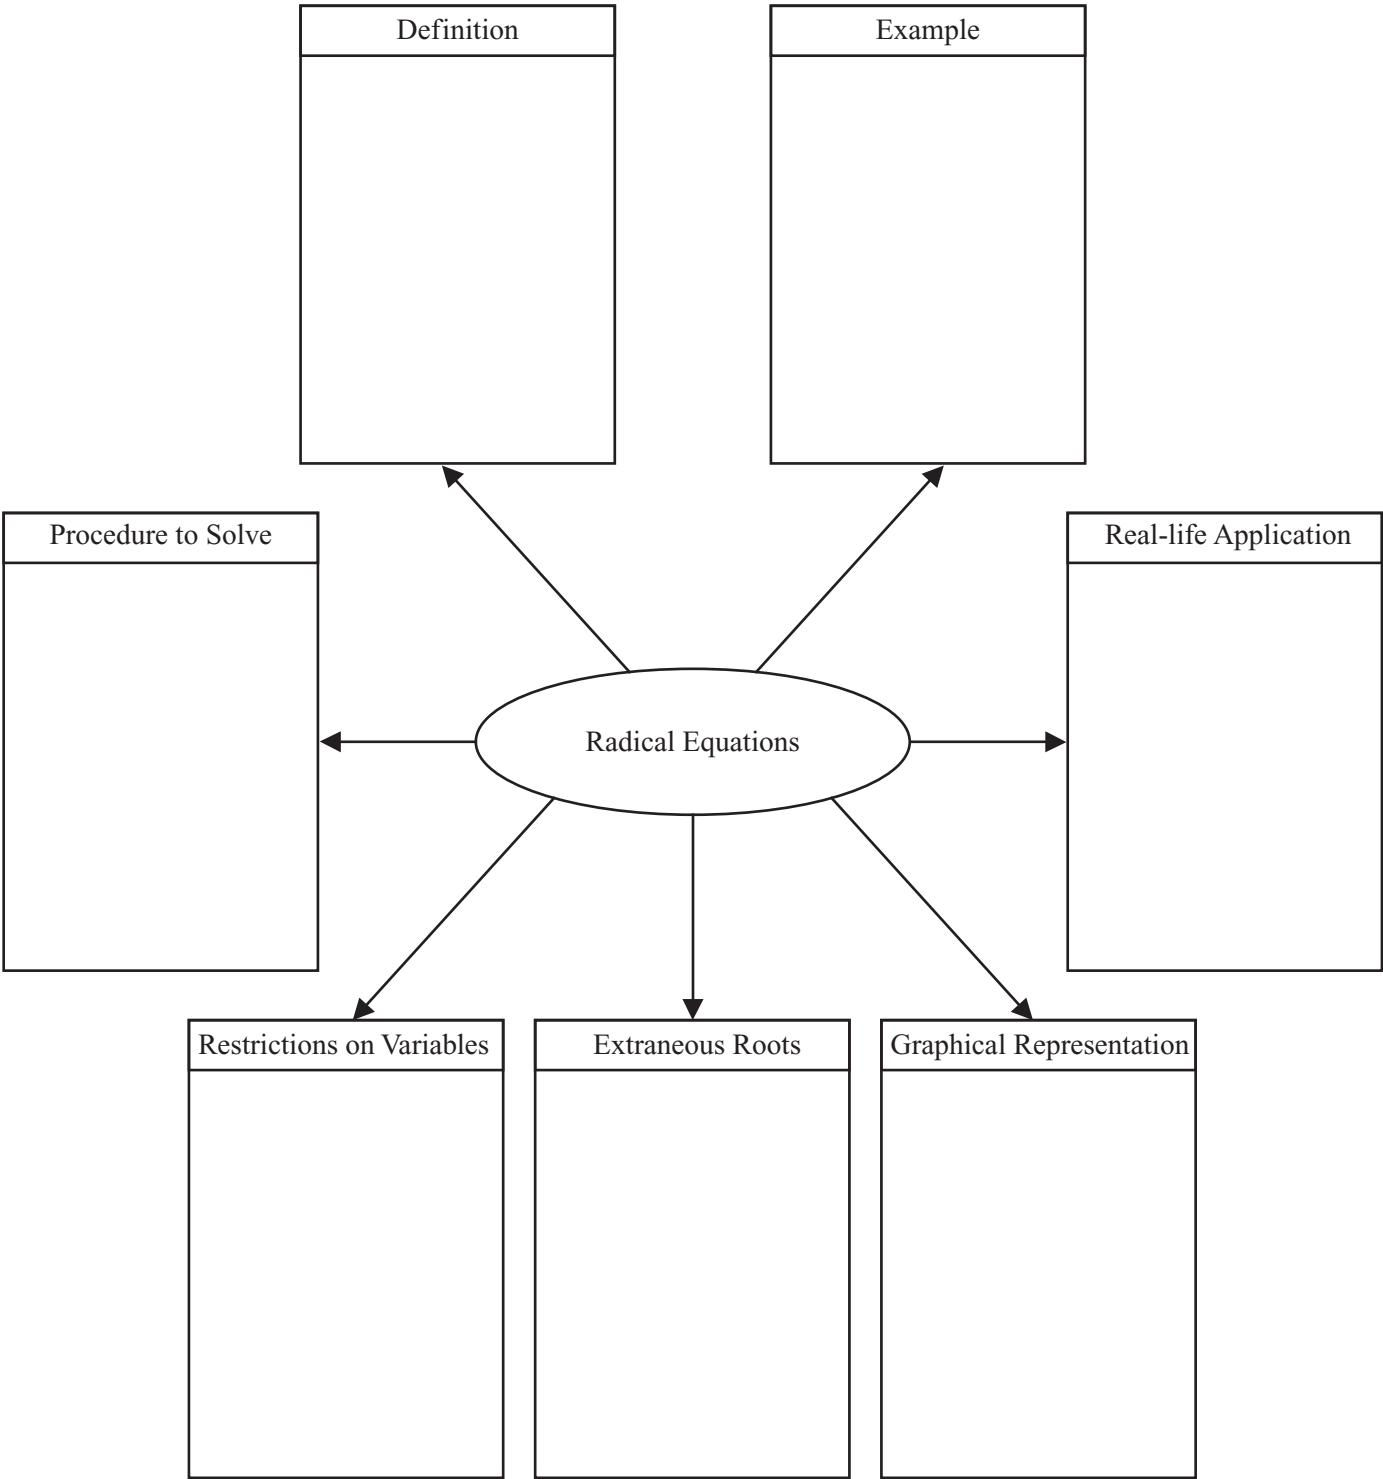 Definition
Example
Procedure to Solve
Real-life Application
Radical Equations
Restrictions on Variables
Extraneous Roots
Graphical Representation